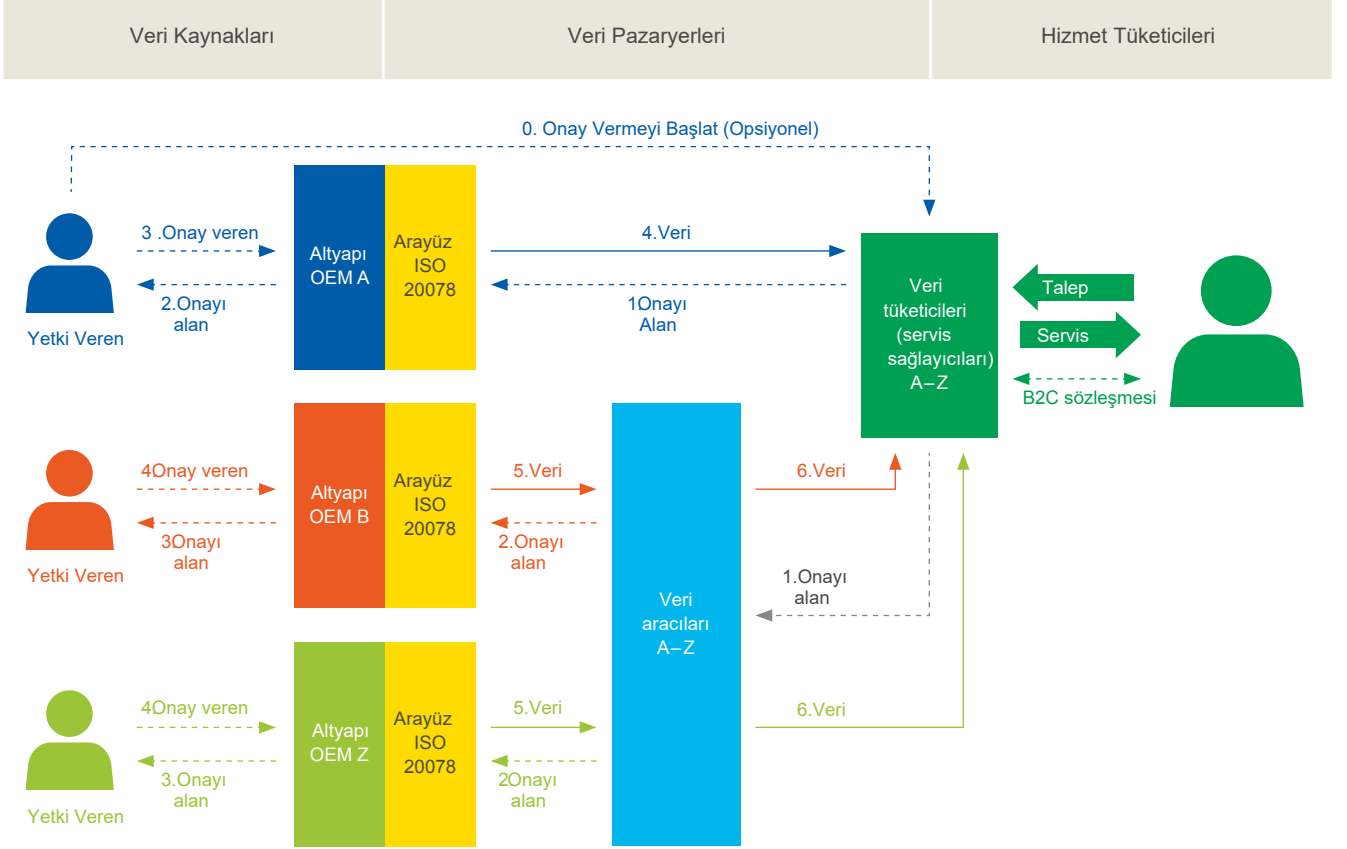 Veri Kaynakları
Veri Pazaryerleri
Hizmet Tüketicileri
0. Onay Vermeyi Başlat (Opsiyonel)
3 .Onay veren
2.Onayı
alan
Yetki Veren
Altyapı
OEM A
Arayüz
ISO
20078
4.Veri
1Onayı
Alan
Veri
tüketicileri
(servis
sağlayıcıları)
A–Z
Talep
Servis
B2C sözleşmesi
4Onay veren
3Onayı
alan
Yetki Veren
Altyapı
OEM B
Arayüz
ISO
20078
5.Veri
2.Onayı
alan
6.Veri
1.Onayı
alan
Veri
aracıları
A–Z
4Onay veren
3.Onayı
alan
Yetki Veren
Altyapı
OEM Z
Arayüz
ISO
20078
5.Veri
2Onayı
alan
6.Veri